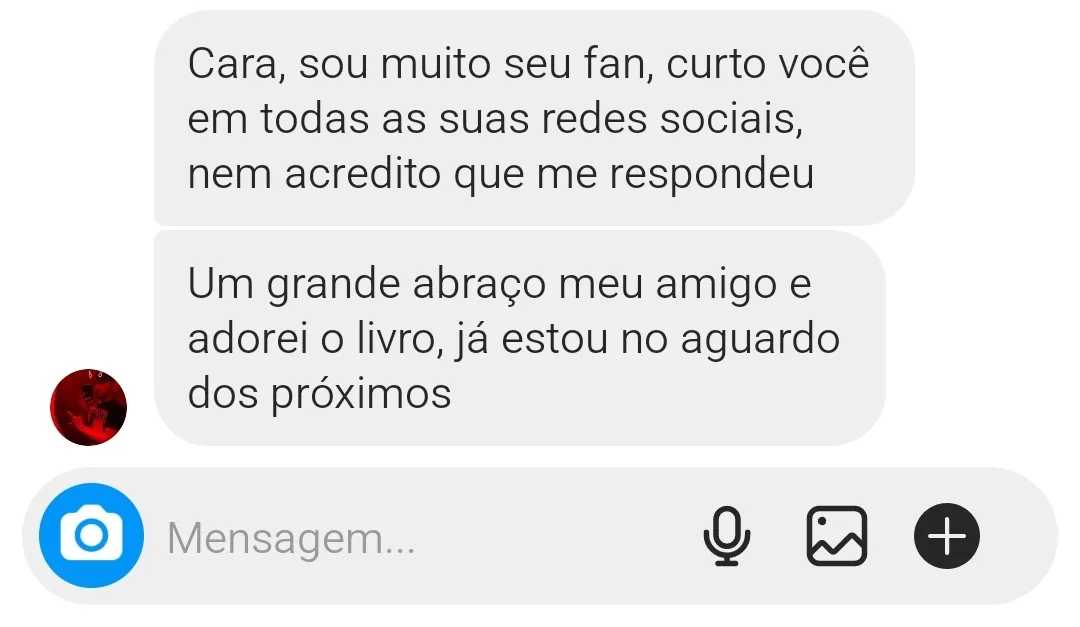 Cara, sou muito seu fan, curto você
em todas as suas redes sociais,
nem acredito que me respondeu
Um grande abraço meu amigo e
adorei o livro, já estou no aguardo
dos próximos
Mensagem...